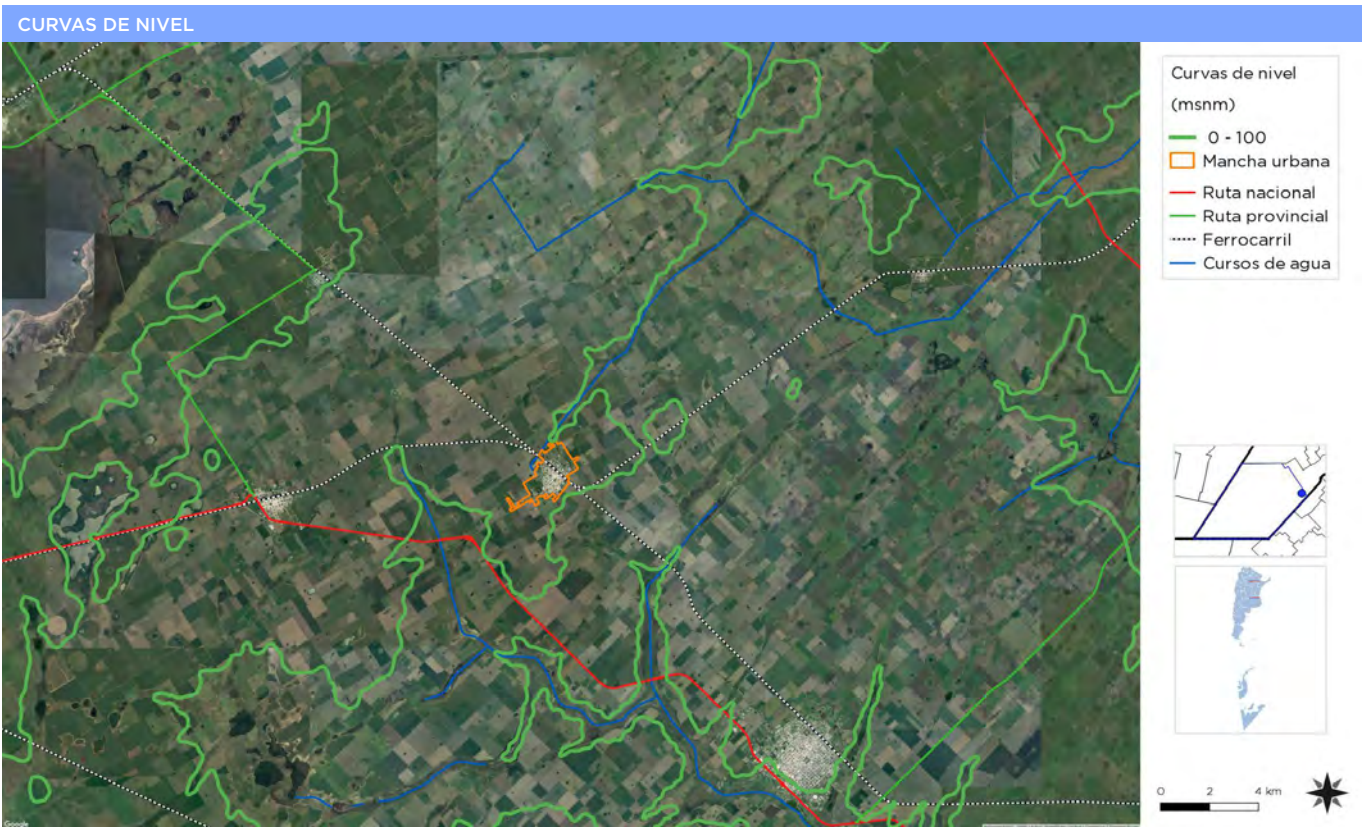 CURVAS DE NIVEL
Curvas de nivel
(msnm)
0 - 100
Mancha urbana
Ruta nacional
Ruta provincial
Ferrocarril
Cursos de agua
0 2 4 km
Google